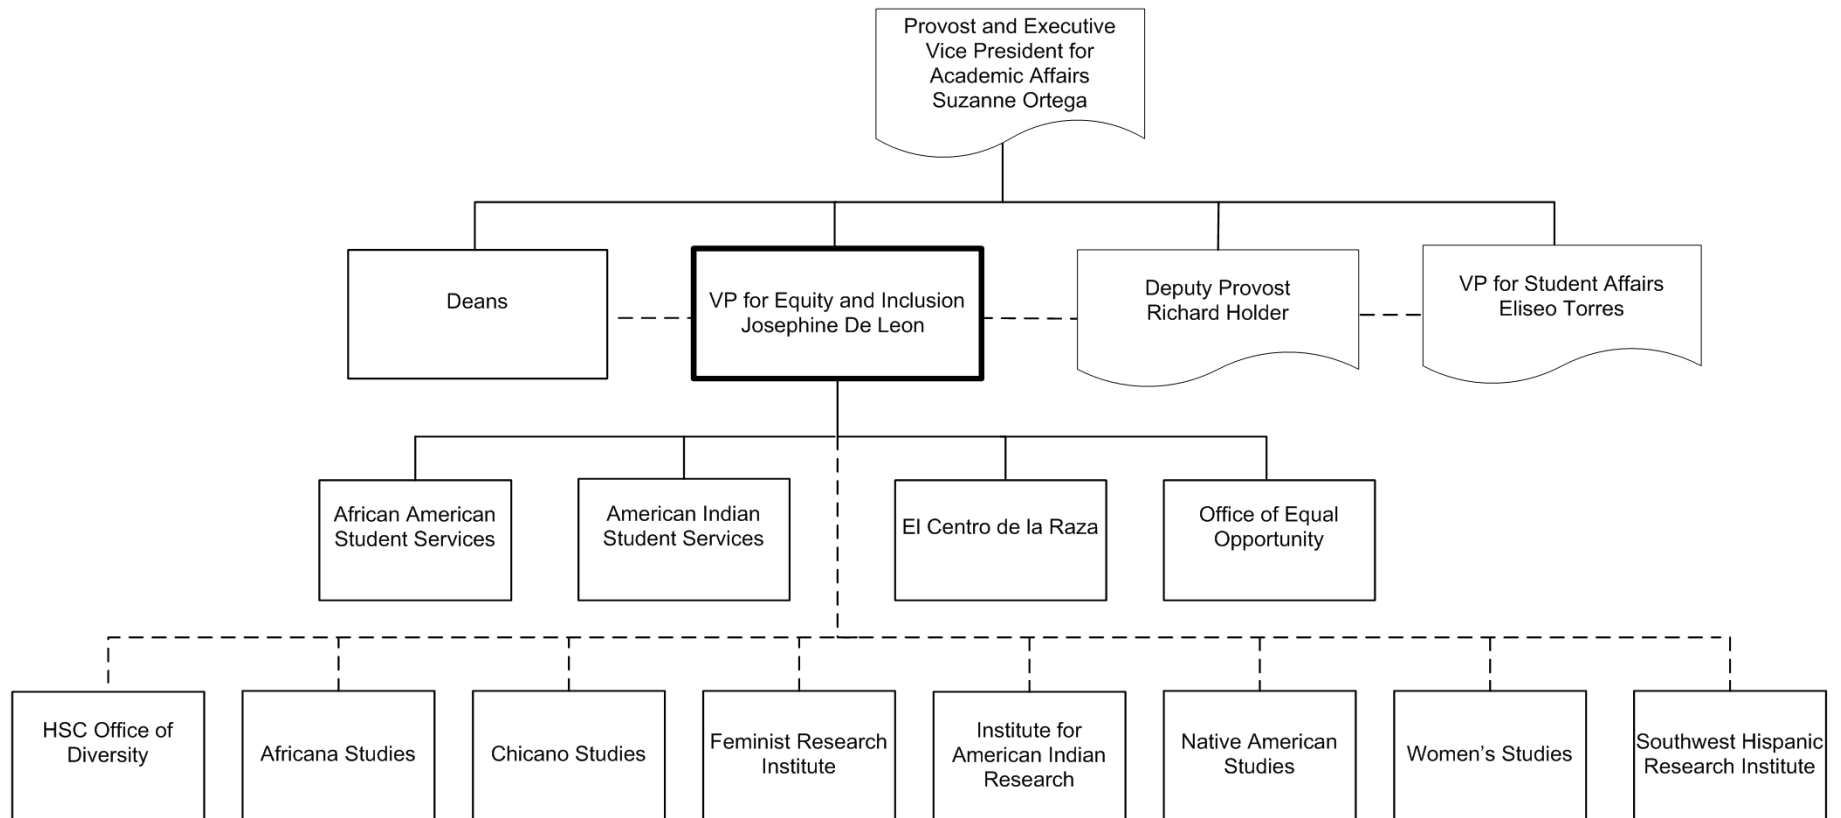 Provost and Executive
Vice President for
Academic Affairs
Suzanne Ortega
Deans
VP for Equity and Inclusion
Josephine De Leon
Deputy Provost
Richard Holder
VP for Student Affairs
Eliseo Torres
African American
Student Services
American Indian
Student Services
El Centro de la Raza
Office of Equal
Opportunity
HSC Office of
Diversity
Africana Studies
Chicano Studies
Feminist Research
Institute
Institute for
American Indian
Research
Native American
Studies
Women’s Studies
Southwest Hispanic
Research Institute